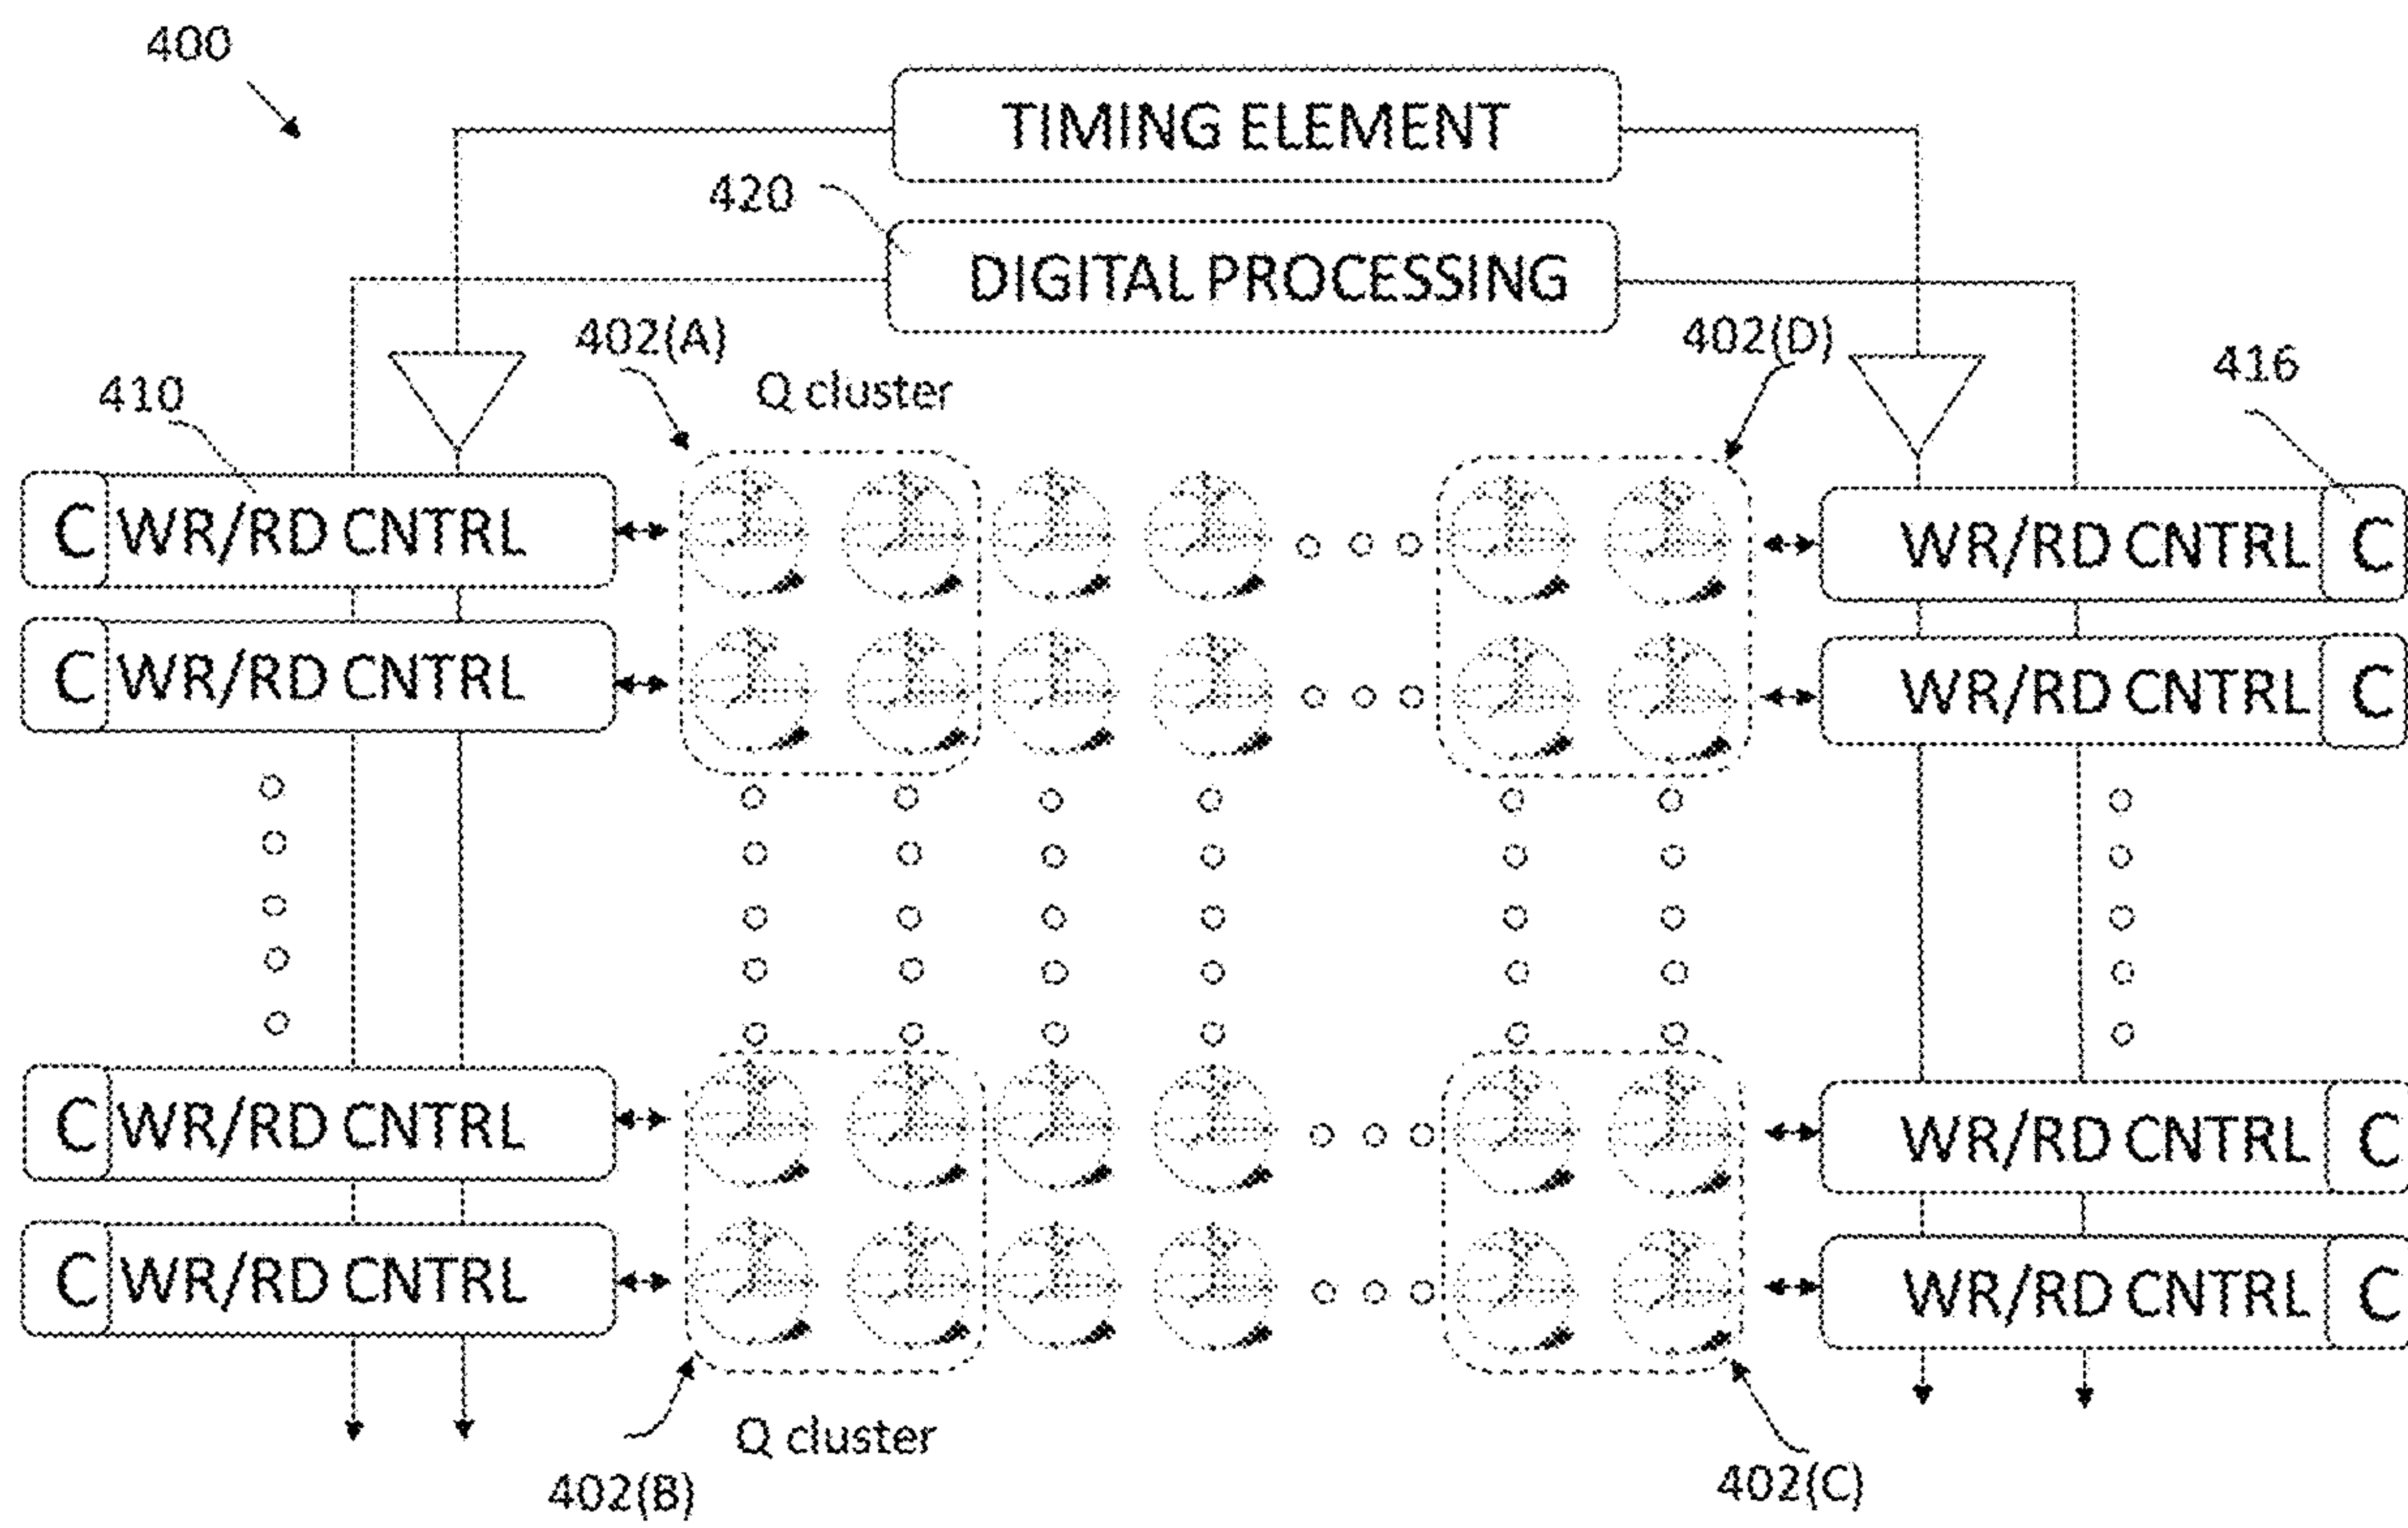 400
TIMING ELEMENT
420
DIGITAL PROCESSING
402(A)
402(D)
416
410
Q cluster
C WR/RD CNTRL
WR/RD CNTRL C
C WR/RD CNTRL
WR/RD CNTRL C
C WR/RD CNTRL
WR/RD CNTRL C
C WR/RD CNTRL
WR/RD CNTRL C
Q cluster
402(B)
402(C)